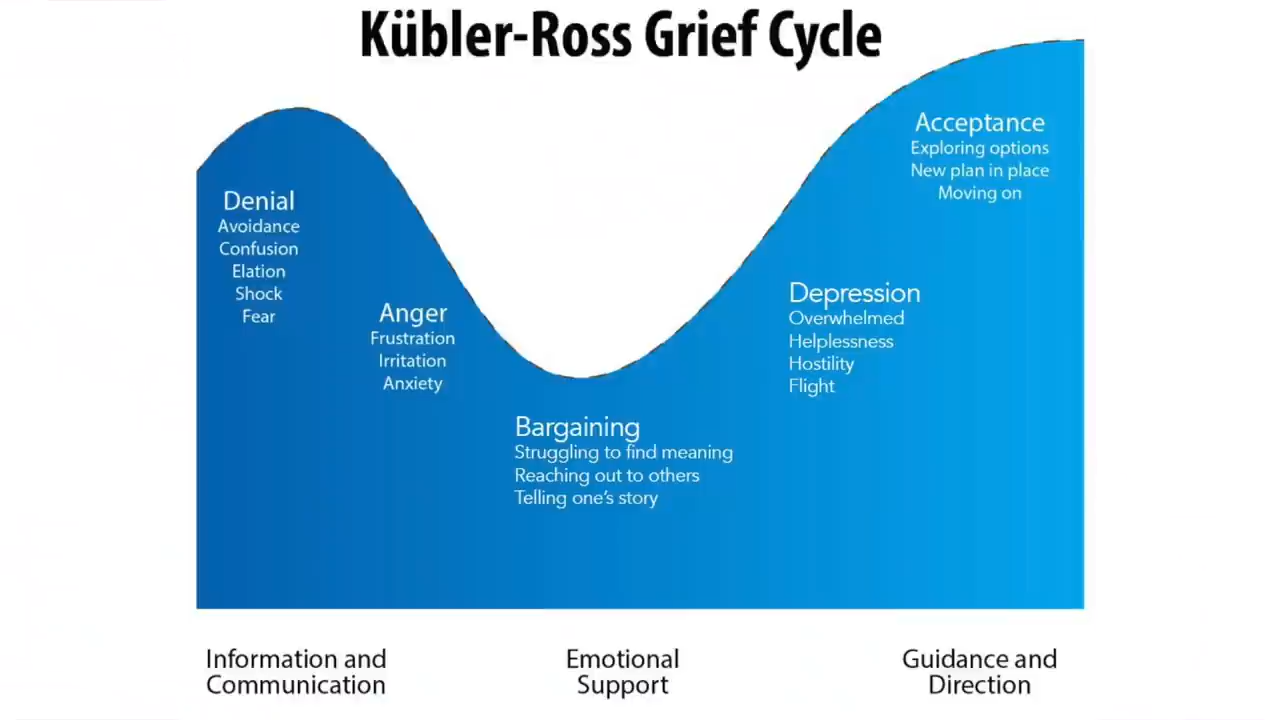 Kübler-Ross Grief Cycle
Denial
Avoidance
Confusion
Elation
Shock
Fear
Anger
Frustration
Irritation
Anxiety
Bargaining
Struggling to find meaning
Reaching out to others
Telling one's story
Depression
Overwhelmed
Helplessness
Hostility
Flight
Acceptance
Exploring options
New plan in place
Moving on
Information and
Communication
Emotional
Support
Guidance and
Direction